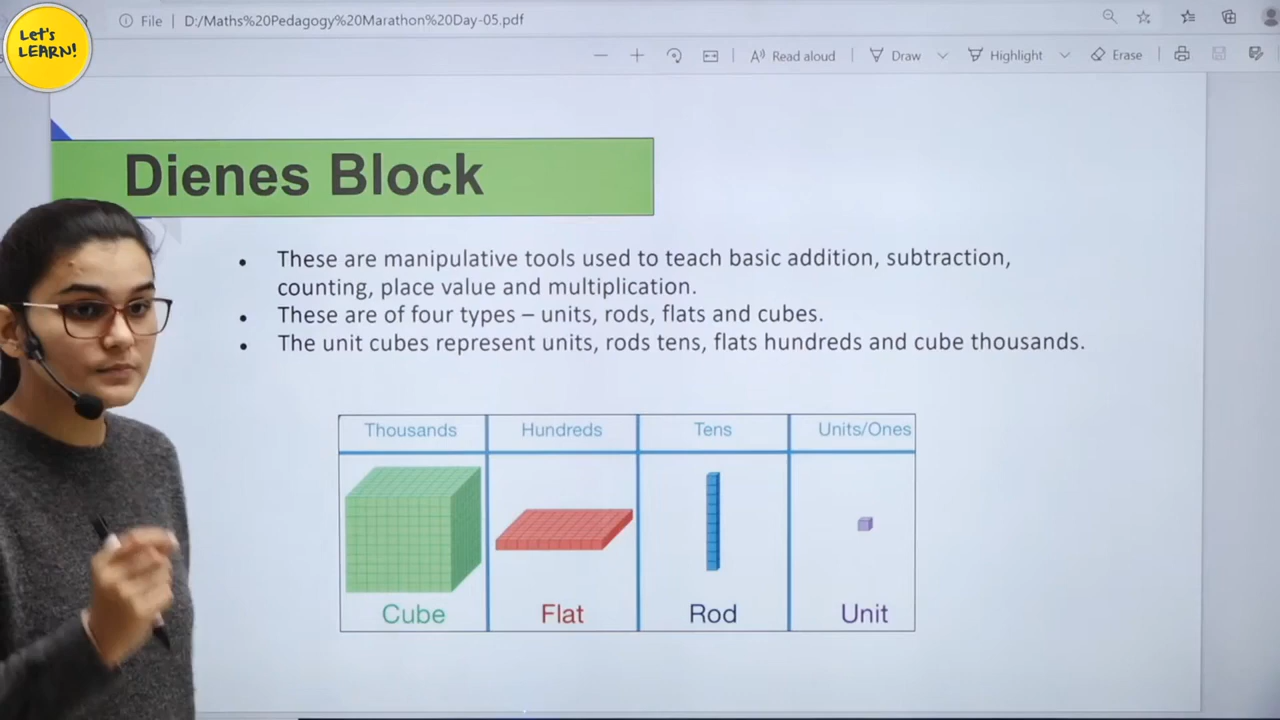 Let's
LEARN!
File D:/Maths%20Pedagogy%20Marathon%20Day-05.pdf
Read aloud Draw Highlight Erase
Dienes Block
• These are manipulative tools used to teach basic addition, subtraction,
counting, place value and multiplication.
• These are of four types – units, rods, flats and cubes.
• The unit cubes represent units, rods tens, flats hundreds and cube thousands.
Thousands Hundreds Tens Units/Ones
Cube Flat Rod Unit